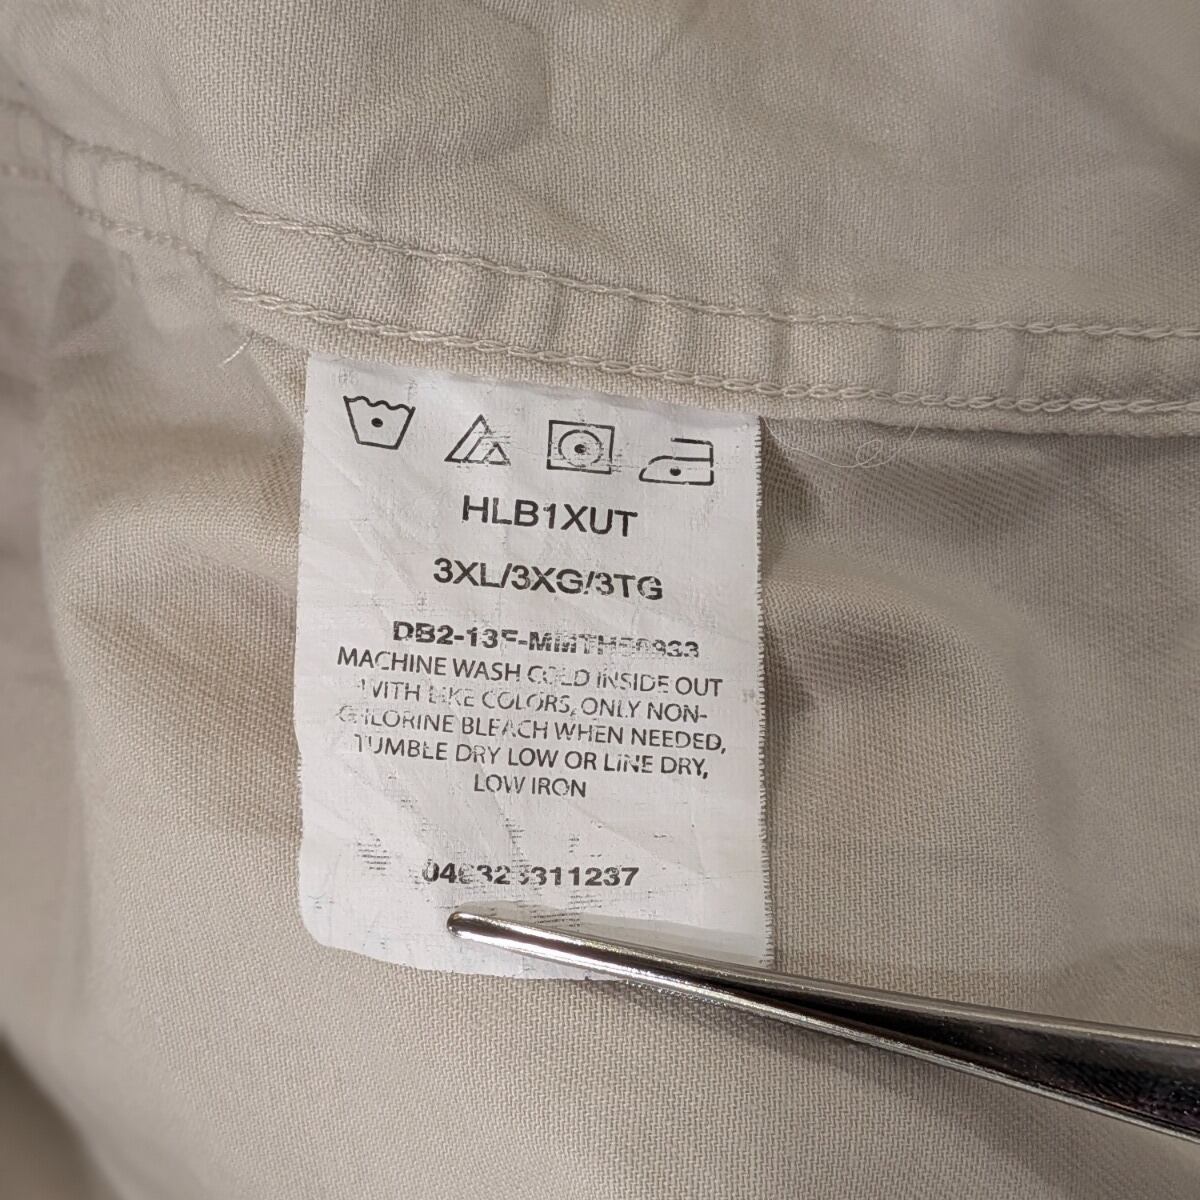 HLB1XUT
3XL/3XG/3TG
MACHINE WASH COLD INSIDE OUT
WITH LIKE COLORS, ONLY NON-
CHLORINE BLEACH WHEN NEEDED,
TUMBLE DRY LOW OR LINE DRY,
LOW IRON